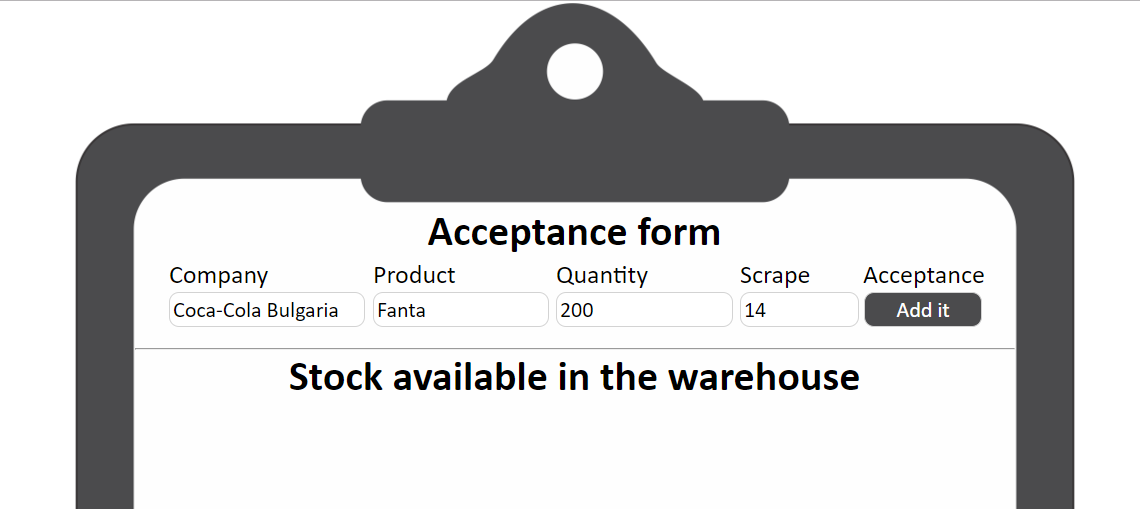 Acceptance form
Company Product Quantity Scrape Acceptance
Coca-Cola Bulgaria Fanta 200 14 Add it
Stock available in the warehouse